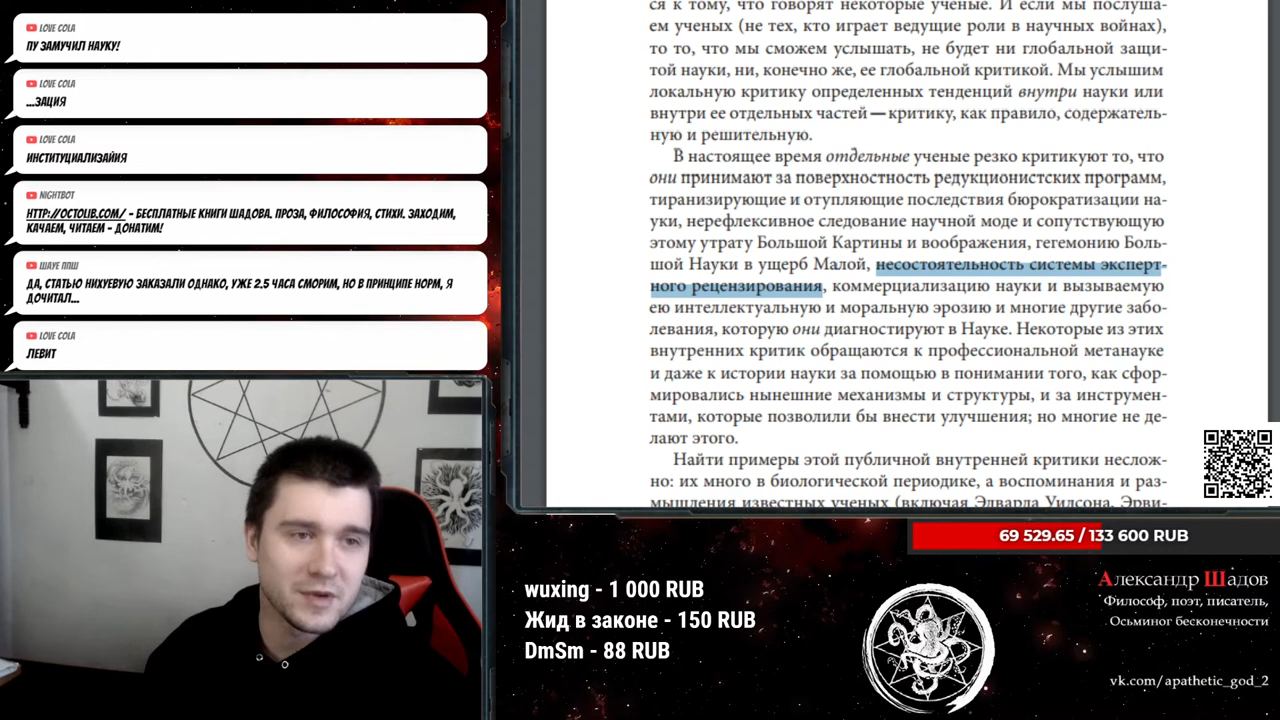 LOVE COLA
ПУ ЗАМУЧИЛ НАУКУ!
LOVE COLA
...ЗАЦИЯ
LOVE COLA
ИНСТИТУЦИАЛИЗАЙИЯ
NIGHTBOT
HTTP://OCTOLIB.COM/ - БЕСПЛАТНЫЕ КНИГИ ШАДОВА. ПРОЗА, ФИЛОСОФИЯ, СТИХИ. ЗАХОДИМ,
КАЧАЕМ, ЧИТАЕМ - ДОНАТИМ!
ШАУЕ ППШ
ДА, СТАТЬЮ НИХУЕВУЮ ЗАКАЗАЛИ ОДНАКО, УЖЕ 2.5 ЧАСА СМОРИМ, НО В ПРИНЦИПЕ НОРМ, Я
ДОЧИТАЛ...
LOVE COLA
ЛЕВИТ
ся к тому, что говорят некоторые ученые. И если мы послуша-
ем ученых (не тех, кто играет ведущие роли в научных войнах),
то то, что мы сможем услышать, не будет ни глобальной защи-
той науки, ни, конечно же, ее глобальной критикой. Мы услышим
локальную критику определенных тенденций внутри науки или
внутри ее отдельных частей — критику, как правило, содержатель-
ную и решительную.
В настоящее время отдельные ученые резко критикуют то, что
они принимают за поверхностность редукционистских программ,
тиранизирующие и отупляющие последствия бюрократизации на-
уки, нерефлексивное следование научной моде и сопутствующую
этому утрату Большой Картины и воображения, гегемонию Боль-
шой Науки в ущерб Малой, несостоятельность системы эксперт-
ного рецензирования, коммерциализацию науки и вызываемую
ею интеллектуальную и моральную эрозию и многие другие забо-
левания, которую они диагностируют в Науке. Некоторые из этих
внутренних критик обращаются к профессиональной метанауке
и даже к истории науки за помощью в понимании того, как сфор-
мировались нынешние механизмы и структуры, и за инструмен-
тами, которые позволили бы внести улучшения; но многие не де-
лают этого.
Найти примеры этой публичной внутренней критики неслож-
но: их много в биологической периодике, а воспоминания и раз-
мышления известных ученых (включая Эдварда Уилсона, Эрви-
69 529.65 / 133 600 RUB
wuxing - 1 000 RUB
Жид в законе - 150 RUB
DmSm - 88 RUB
Александр Шадов
Философ, поэт, писатель,
Осьминог бесконечности
vk.com/apathetic_god_2